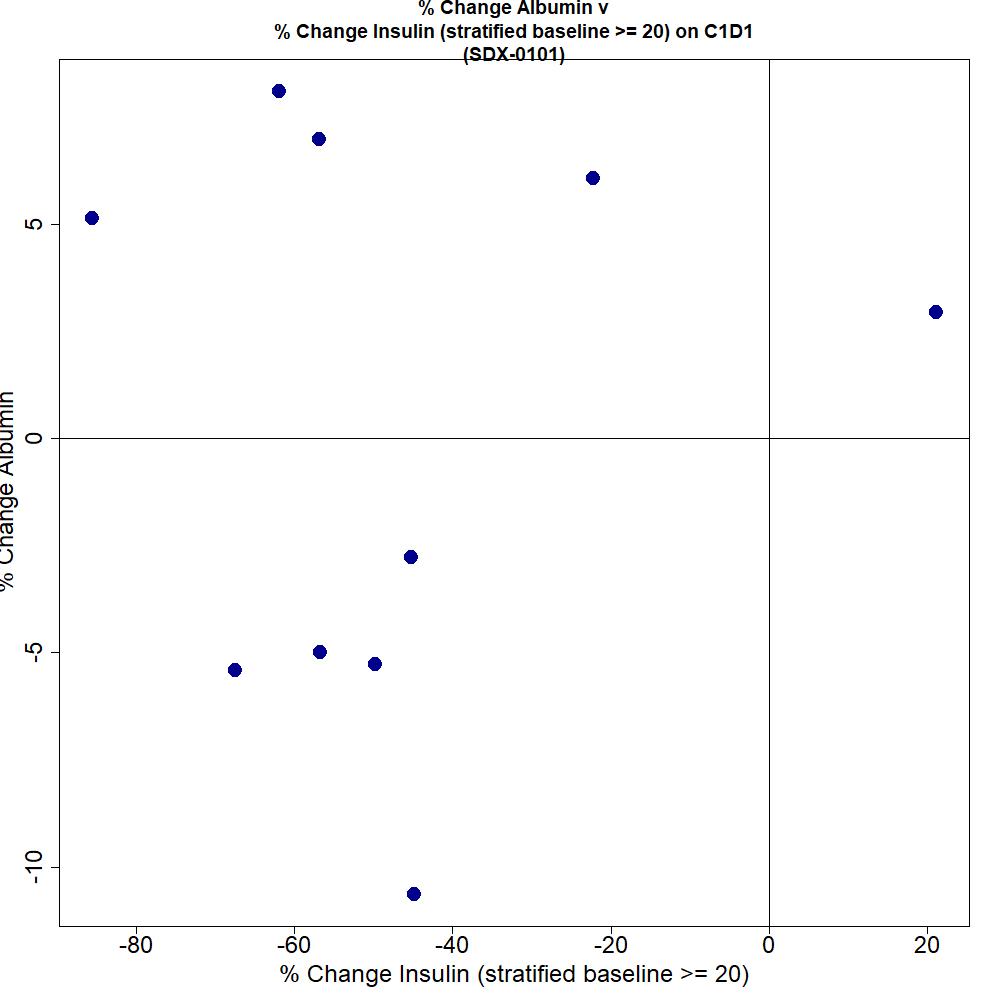 % Change Albumin v
% Change Insulin (stratified baseline >= 20) on C1D1
(SDX-0101)
% Change Albumin
5
0
-5
-10
-80
-60
-40
-20
0
20
% Change Insulin (stratified baseline >= 20)